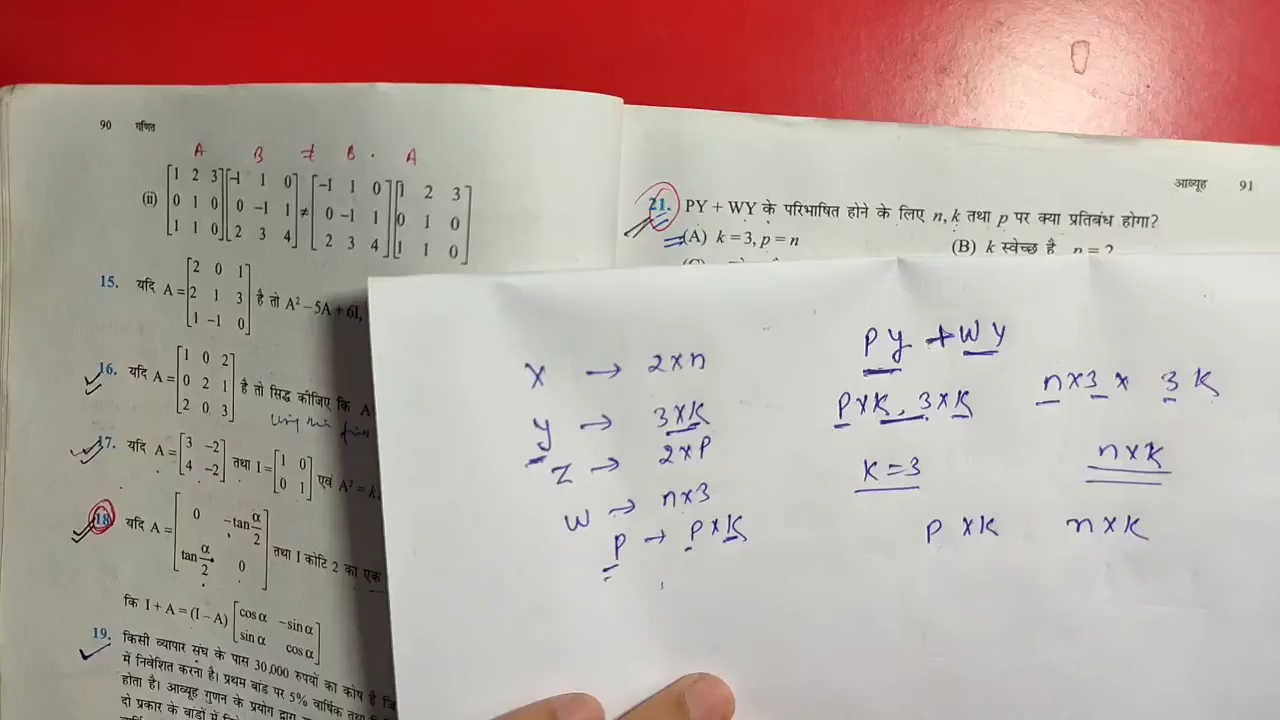 90 गणित
A B ≠ B . A
(ii) [1 2 3; 0 1 0; 1 1 0] [-1 1 0; 0 -1 1; 2 3 4] ≠ [-1 1 0; 0 -1 1; 2 3 4] [1 2 3; 0 1 0; 1 1 0]
15. यदि A = [2 0 1; 2 1 3; 1 -1 0] है तो A² – 5A + 6I,
16. यदि A = [1 0 2; 0 2 1; 2 0 3] है तो सिद्ध कीजिए कि A
17. यदि A = [3 -2; 4 -2] तथा I = [1 0; 0 1] एवं A² = k
18. यदि A = [0 -tan α/2; tan α/2 0] तथा I कोटि 2 का एक
कि I + A = (I – A) [cos α -sin α; sin α cos α]
19. किसी व्यापार संघ के पास 30,000 रुपयों का कोष है
में निवेशित करना है। प्रथम बांड पर 5% वार्षिक तथा
होता है। आव्यूह गुणन के प्रयोग द्वारा
दो प्रकार के बांडों में
आव्यूह 91
21. PY + WY के परिभाषित होने के लिए n, k तथा p पर क्या प्रतिबंध होगा?
(A) k = 3, p = n (B) k स्वेच्छ है, p = 2
X → 2×n
Y → 3×K
Z → 2×P
W → n×3
P → P×K
PY + WY
P×K, 3×K n×3 × 3 K
K = 3 n×K
P×K n×K